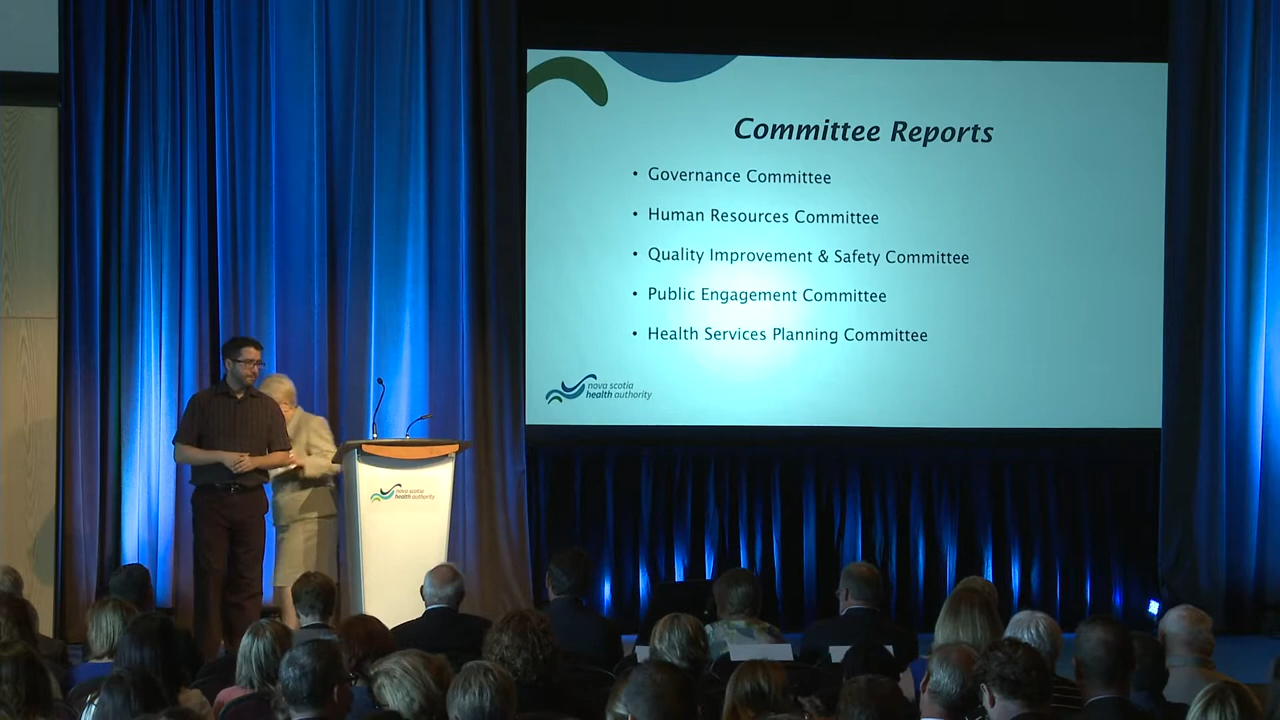 Committee Reports
• Governance Committee
• Human Resources Committee
• Quality Improvement & Safety Committee
• Public Engagement Committee
• Health Services Planning Committee
nova scotia
health authority
nova scotia
health authority